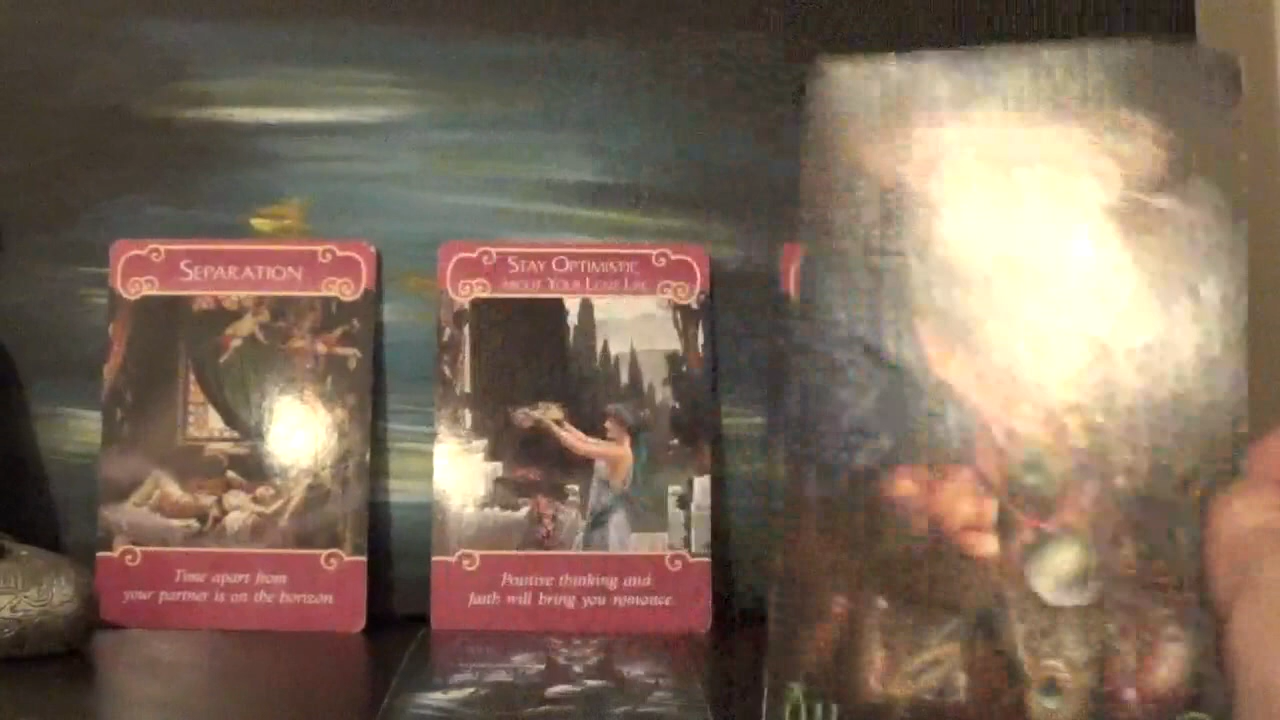 SEPARATION
Time apart from
your partner is on the horizon
STAY OPTIMISTIC
ABOUT YOUR LOVE LIFE
Positive thinking and
faith will bring you romance.